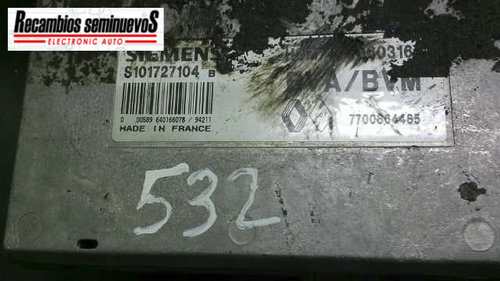 Recambios seminuevoS
ELECTRONIC AUTO
SIEMENS
S101727104 B
A/BVM
0 00589 640166078 / 94211
7700864485
MADE IN FRANCE
532